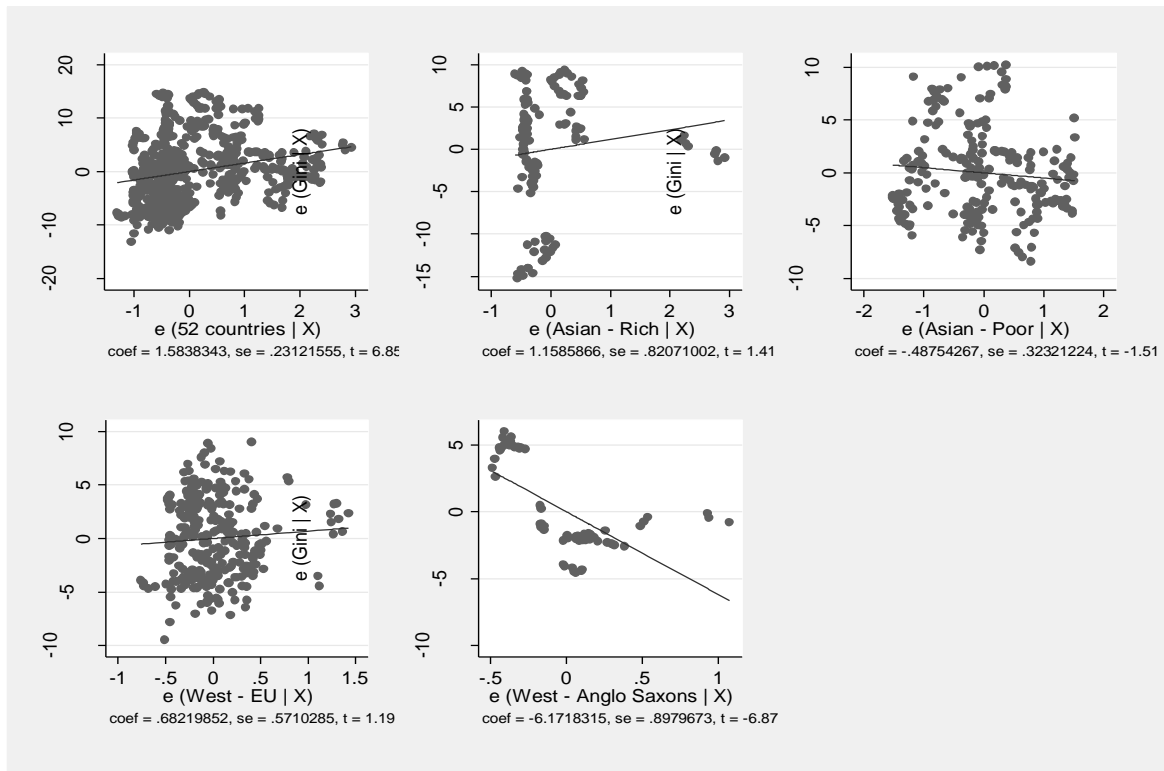 20
10
0
-10
-20
-1 0 1 2 3
e (52 countries | X)
coef = 1.5838343, se = .23121555, t = 6.85
e (Gini | X)
10
5
0
-5
-10
-15
-1 0 1 2 3
e (Asian - Rich | X)
coef = 1.1585866, se = .82071002, t = 1.41
e (Gini | X)
10
5
0
-5
-10
-2 -1 0 1 2
e (Asian - Poor | X)
coef = -.48754267, se = .32321224, t = -1.51
10
5
0
-5
-10
-1 -.5 0 .5 1 1.5
e (West - EU | X)
coef = .68219852, se = .5710285, t = 1.19
e (Gini | X)
5
0
-5
-10
-.5 0 .5 1
e (West - Anglo Saxons | X)
coef = -6.1718315, se = .8979673, t = -6.87